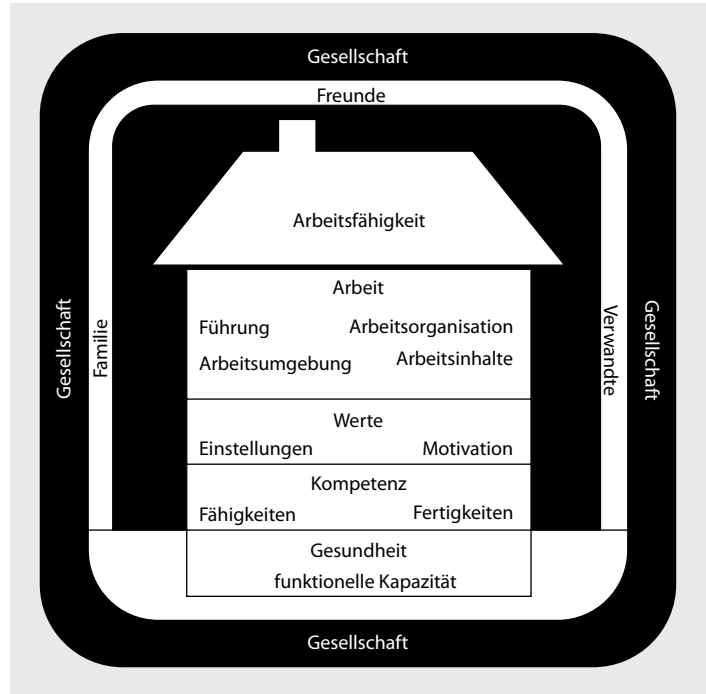 Gesellschaft
Freunde
Arbeitsfähigkeit
Arbeit
Führung Arbeitsorganisation
Arbeitsumgebung Arbeitsinhalte
Werte
Einstellungen Motivation
Kompetenz
Fähigkeiten Fertigkeiten
Gesundheit
funktionelle Kapazität
Gesellschaft
Familie
Verwandte
Gesellschaft
Gesellschaft